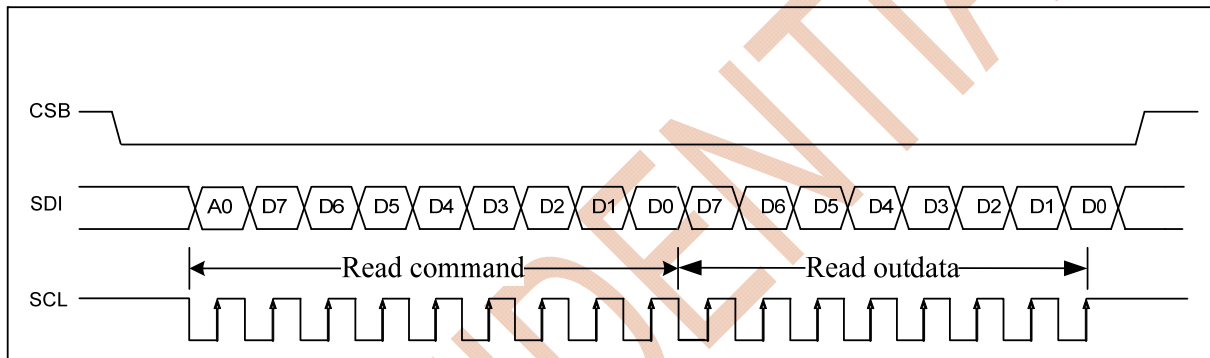 CSB
SDI A0 D7 D6 D5 D4 D3 D2 D1 D0 D7 D6 D5 D4 D3 D2 D1 D0
Read command Read outdata
SCL